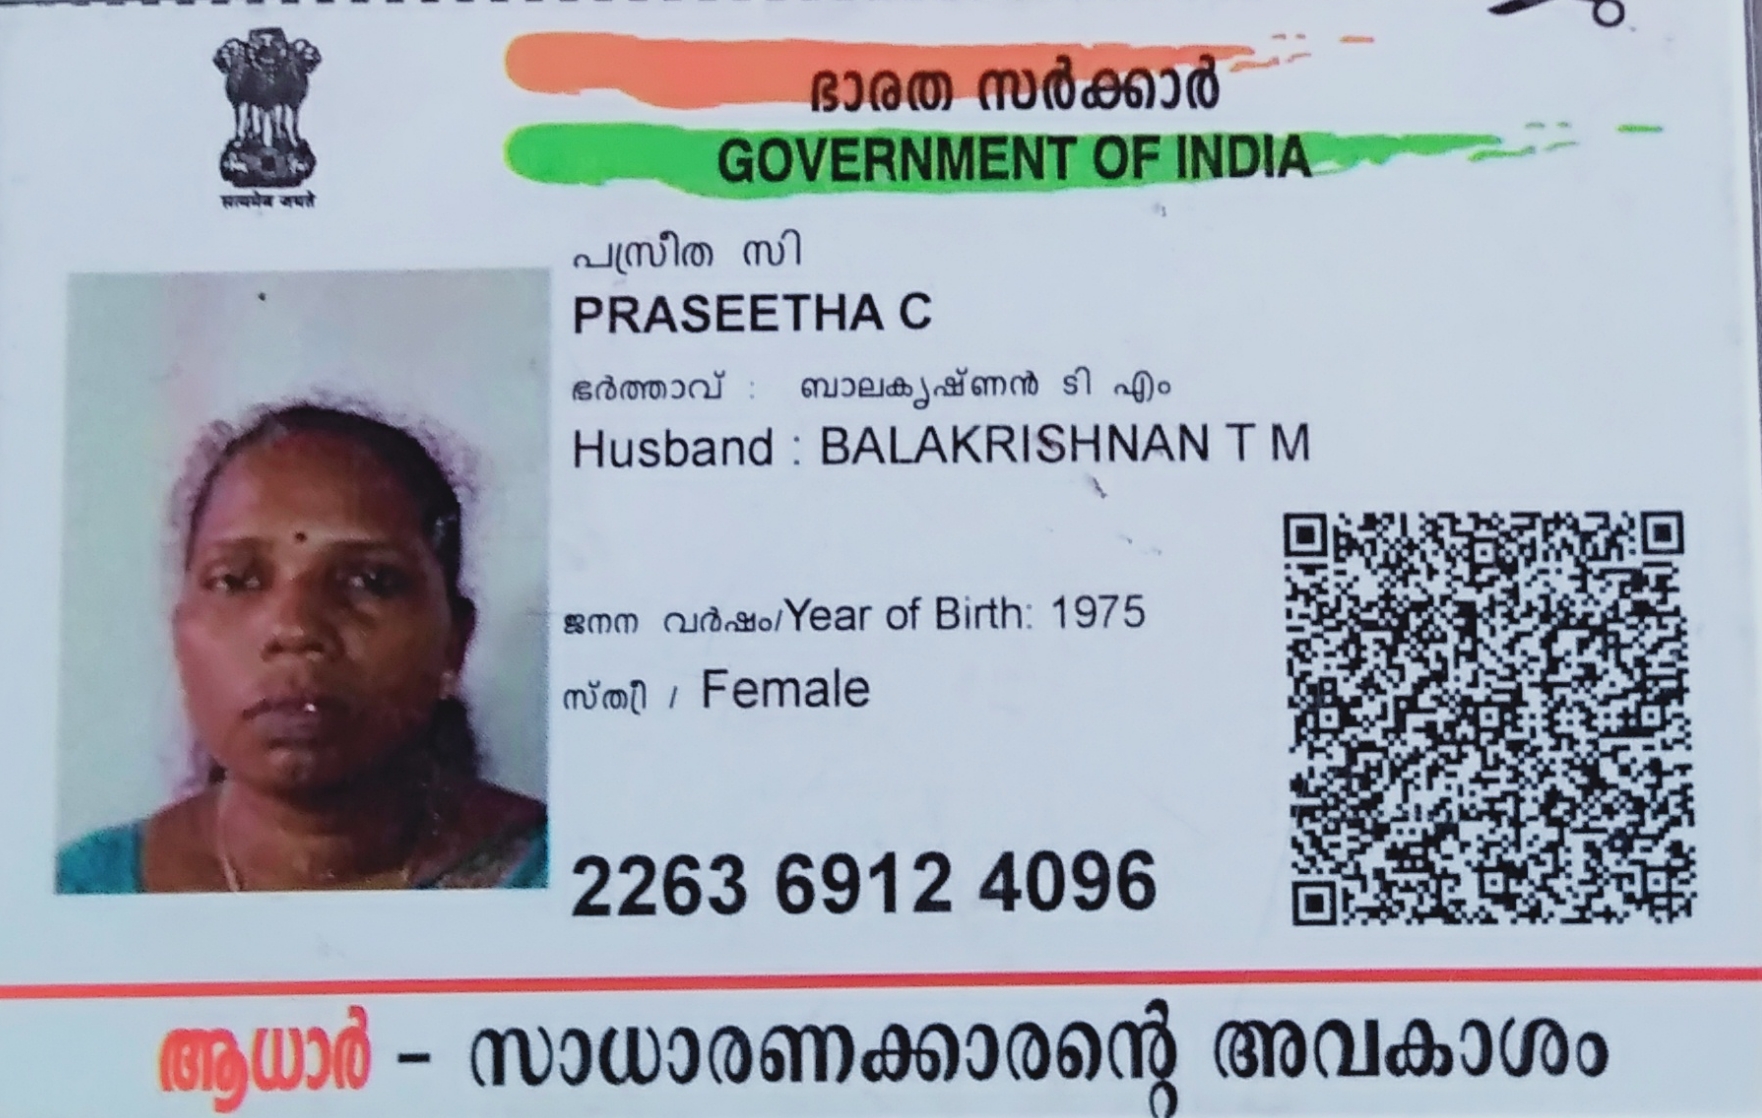 सत्यमेव जयते
ഭാരത സർക്കാർ
GOVERNMENT OF INDIA
പസ്രീത സി
PRASEETHA C
ഭർത്താവ് : ബാലകൃഷ്ണൻ ടി എം
Husband : BALAKRISHNAN T M
ജനന വർഷം/Year of Birth: 1975
സ്ത്രീ / Female
2263 6912 4096
ആധാർ - സാധാരണക്കാരന്റെ അവകാശം